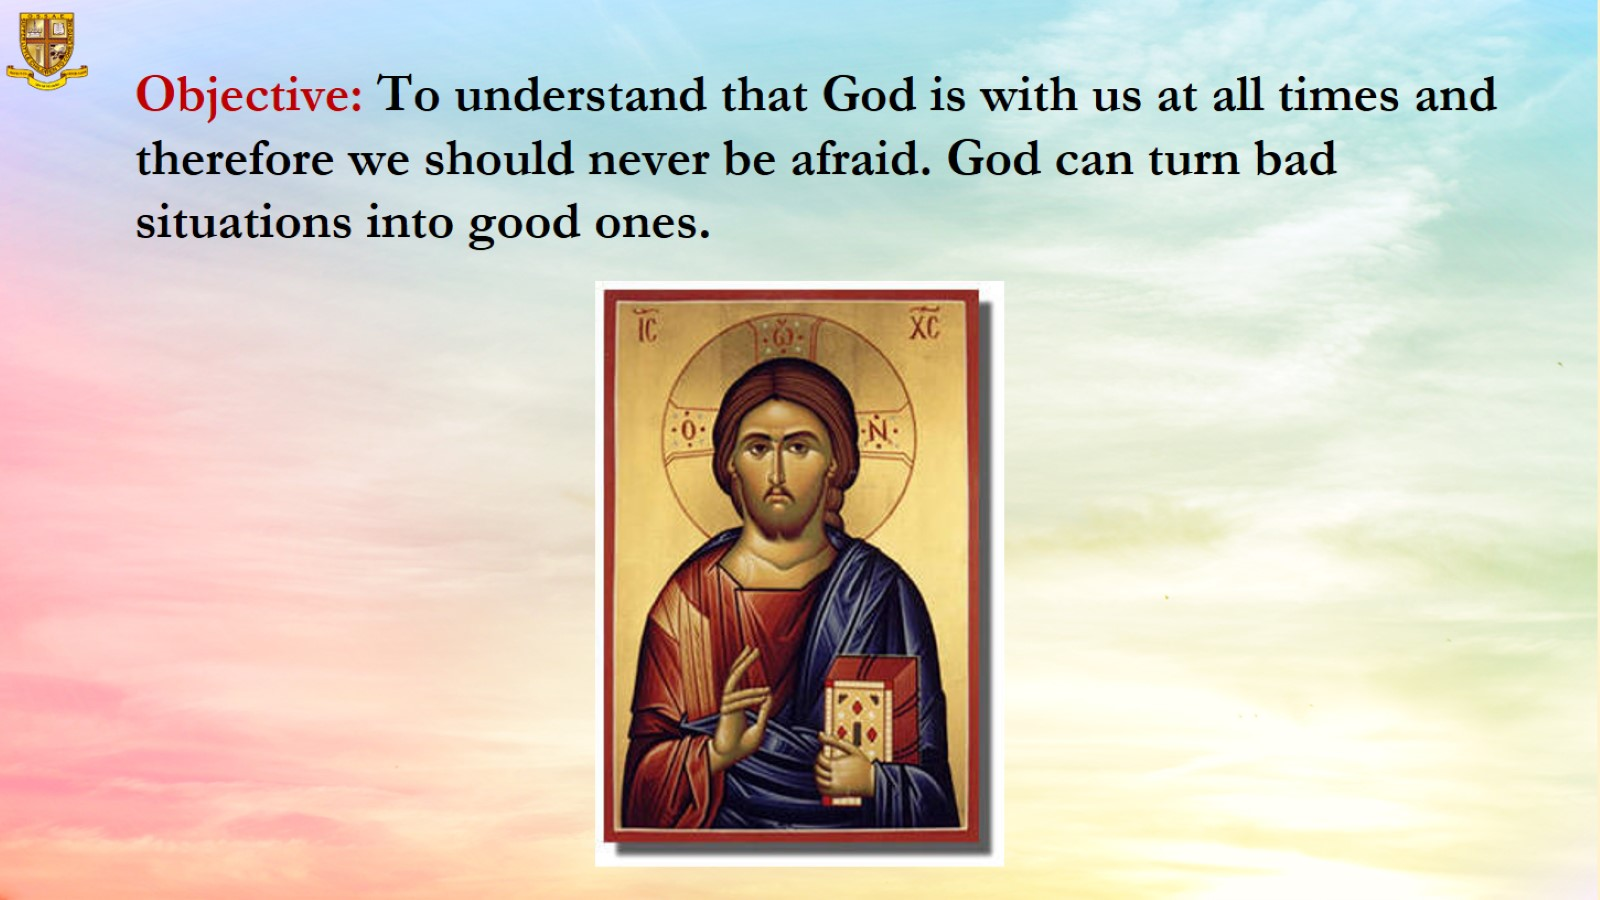 Objective: To understand that God is with us at all times and
therefore we should never be afraid. God can turn bad
situations into good ones.
IC
XC
ὤ
Ο
Ν